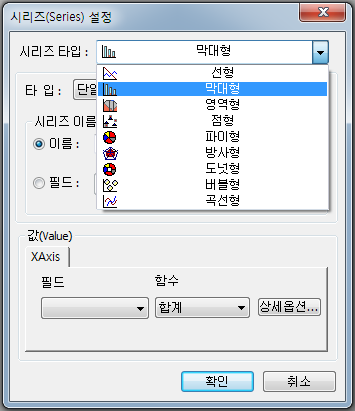 시리즈(Series) 설정
시리즈 타입 : 막대형
선형
타 입 : 단일
막대형
영역형
시리즈 이름
점형
이름 :
파이형
방사형
필드 :
도넛형
버블형
곡선형
값(Value)
XAxis
필드 함수
합계 상세옵션...
확인 취소